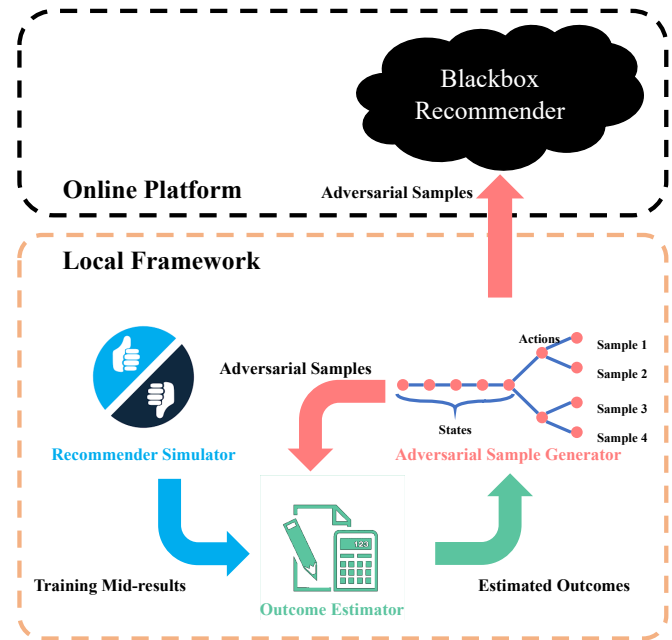 Blackbox
Recommender
Online Platform
Adversarial Samples
Local Framework
Actions
Sample 1
Adversarial Samples
Sample 2
Sample 3
States
Sample 4
Recommender Simulator
Adversarial Sample Generator
123
Training Mid-results
Estimated Outcomes
Outcome Estimator